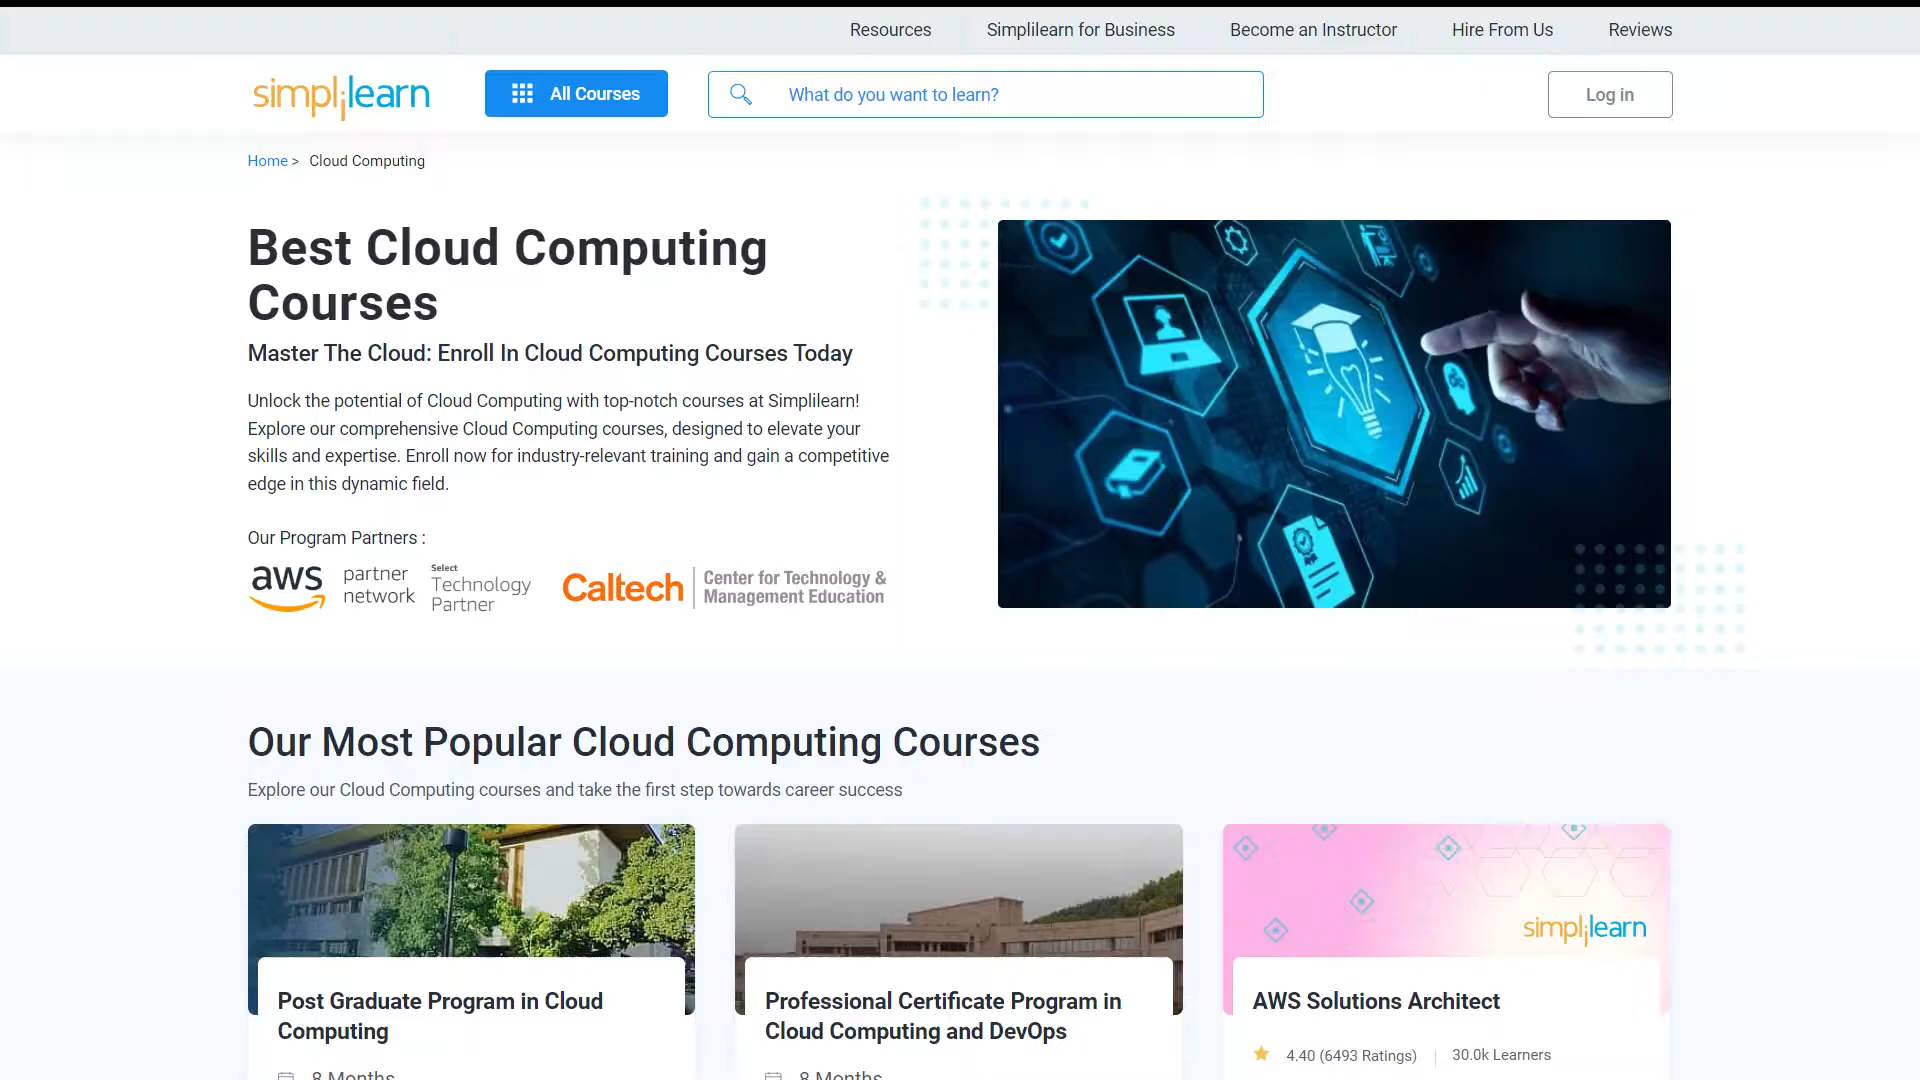 Resources Simplilearn for Business Become an Instructor Hire From Us Reviews
simplilearn All Courses What do you want to learn? Log in
Home > Cloud Computing
Best Cloud Computing
Courses
Master The Cloud: Enroll In Cloud Computing Courses Today
Unlock the potential of Cloud Computing with top-notch courses at Simplilearn!
Explore our comprehensive Cloud Computing courses, designed to elevate your
skills and expertise. Enroll now for industry-relevant training and gain a competitive
edge in this dynamic field.
Our Program Partners :
aws partner network Select Technology Partner
Caltech Center for Technology & Management Education
Our Most Popular Cloud Computing Courses
Explore our Cloud Computing courses and take the first step towards career success
simplilearn
Post Graduate Program in Cloud
Computing
8 Months
Professional Certificate Program in
Cloud Computing and DevOps
8 Months
AWS Solutions Architect
4.40 (6493 Ratings) 30.0k Learners